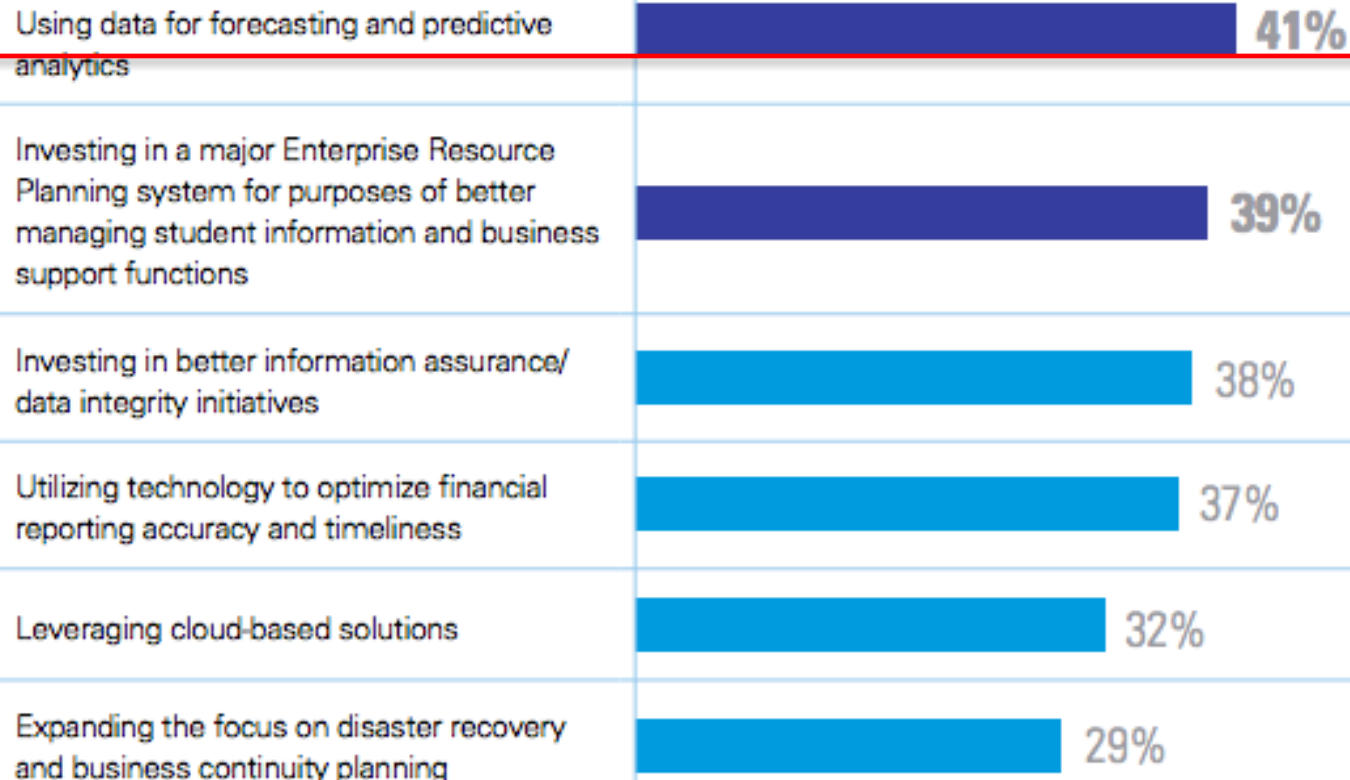 Using data for forecasting and predictive
analytics
41%
Investing in a major Enterprise Resource
Planning system for purposes of better
managing student information and business
support functions
39%
Investing in better information assurance/
data integrity initiatives
38%
Utilizing technology to optimize financial
reporting accuracy and timeliness
37%
Leveraging cloud-based solutions
32%
Expanding the focus on disaster recovery
and business continuity planning
29%